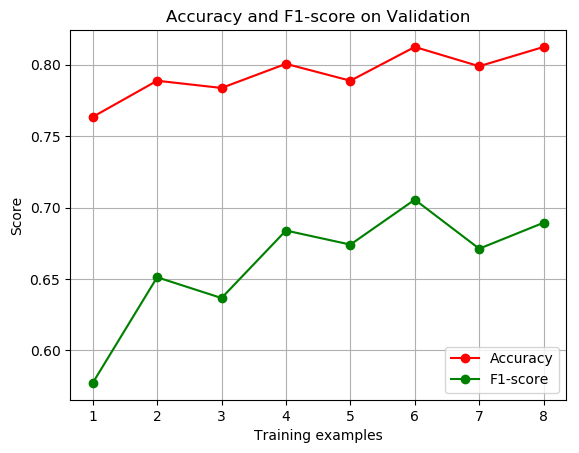 Accuracy and F1-score on Validation
Score
0.80
0.75
0.70
0.65
0.60
Accuracy
F1-score
1 2 3 4 5 6 7 8
Training examples